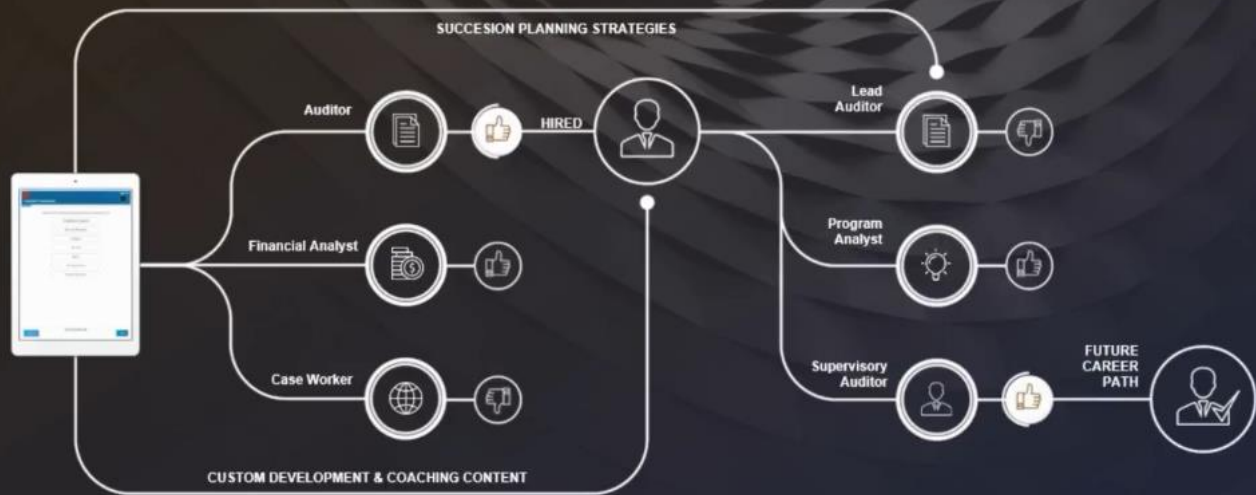 SUCCESION PLANNING STRATEGIES
Auditor
HIRED
Lead
Auditor
Financial Analyst
Program
Analyst
Case Worker
Supervisory
Auditor
FUTURE
CAREER
PATH
CUSTOM DEVELOPMENT & COACHING CONTENT